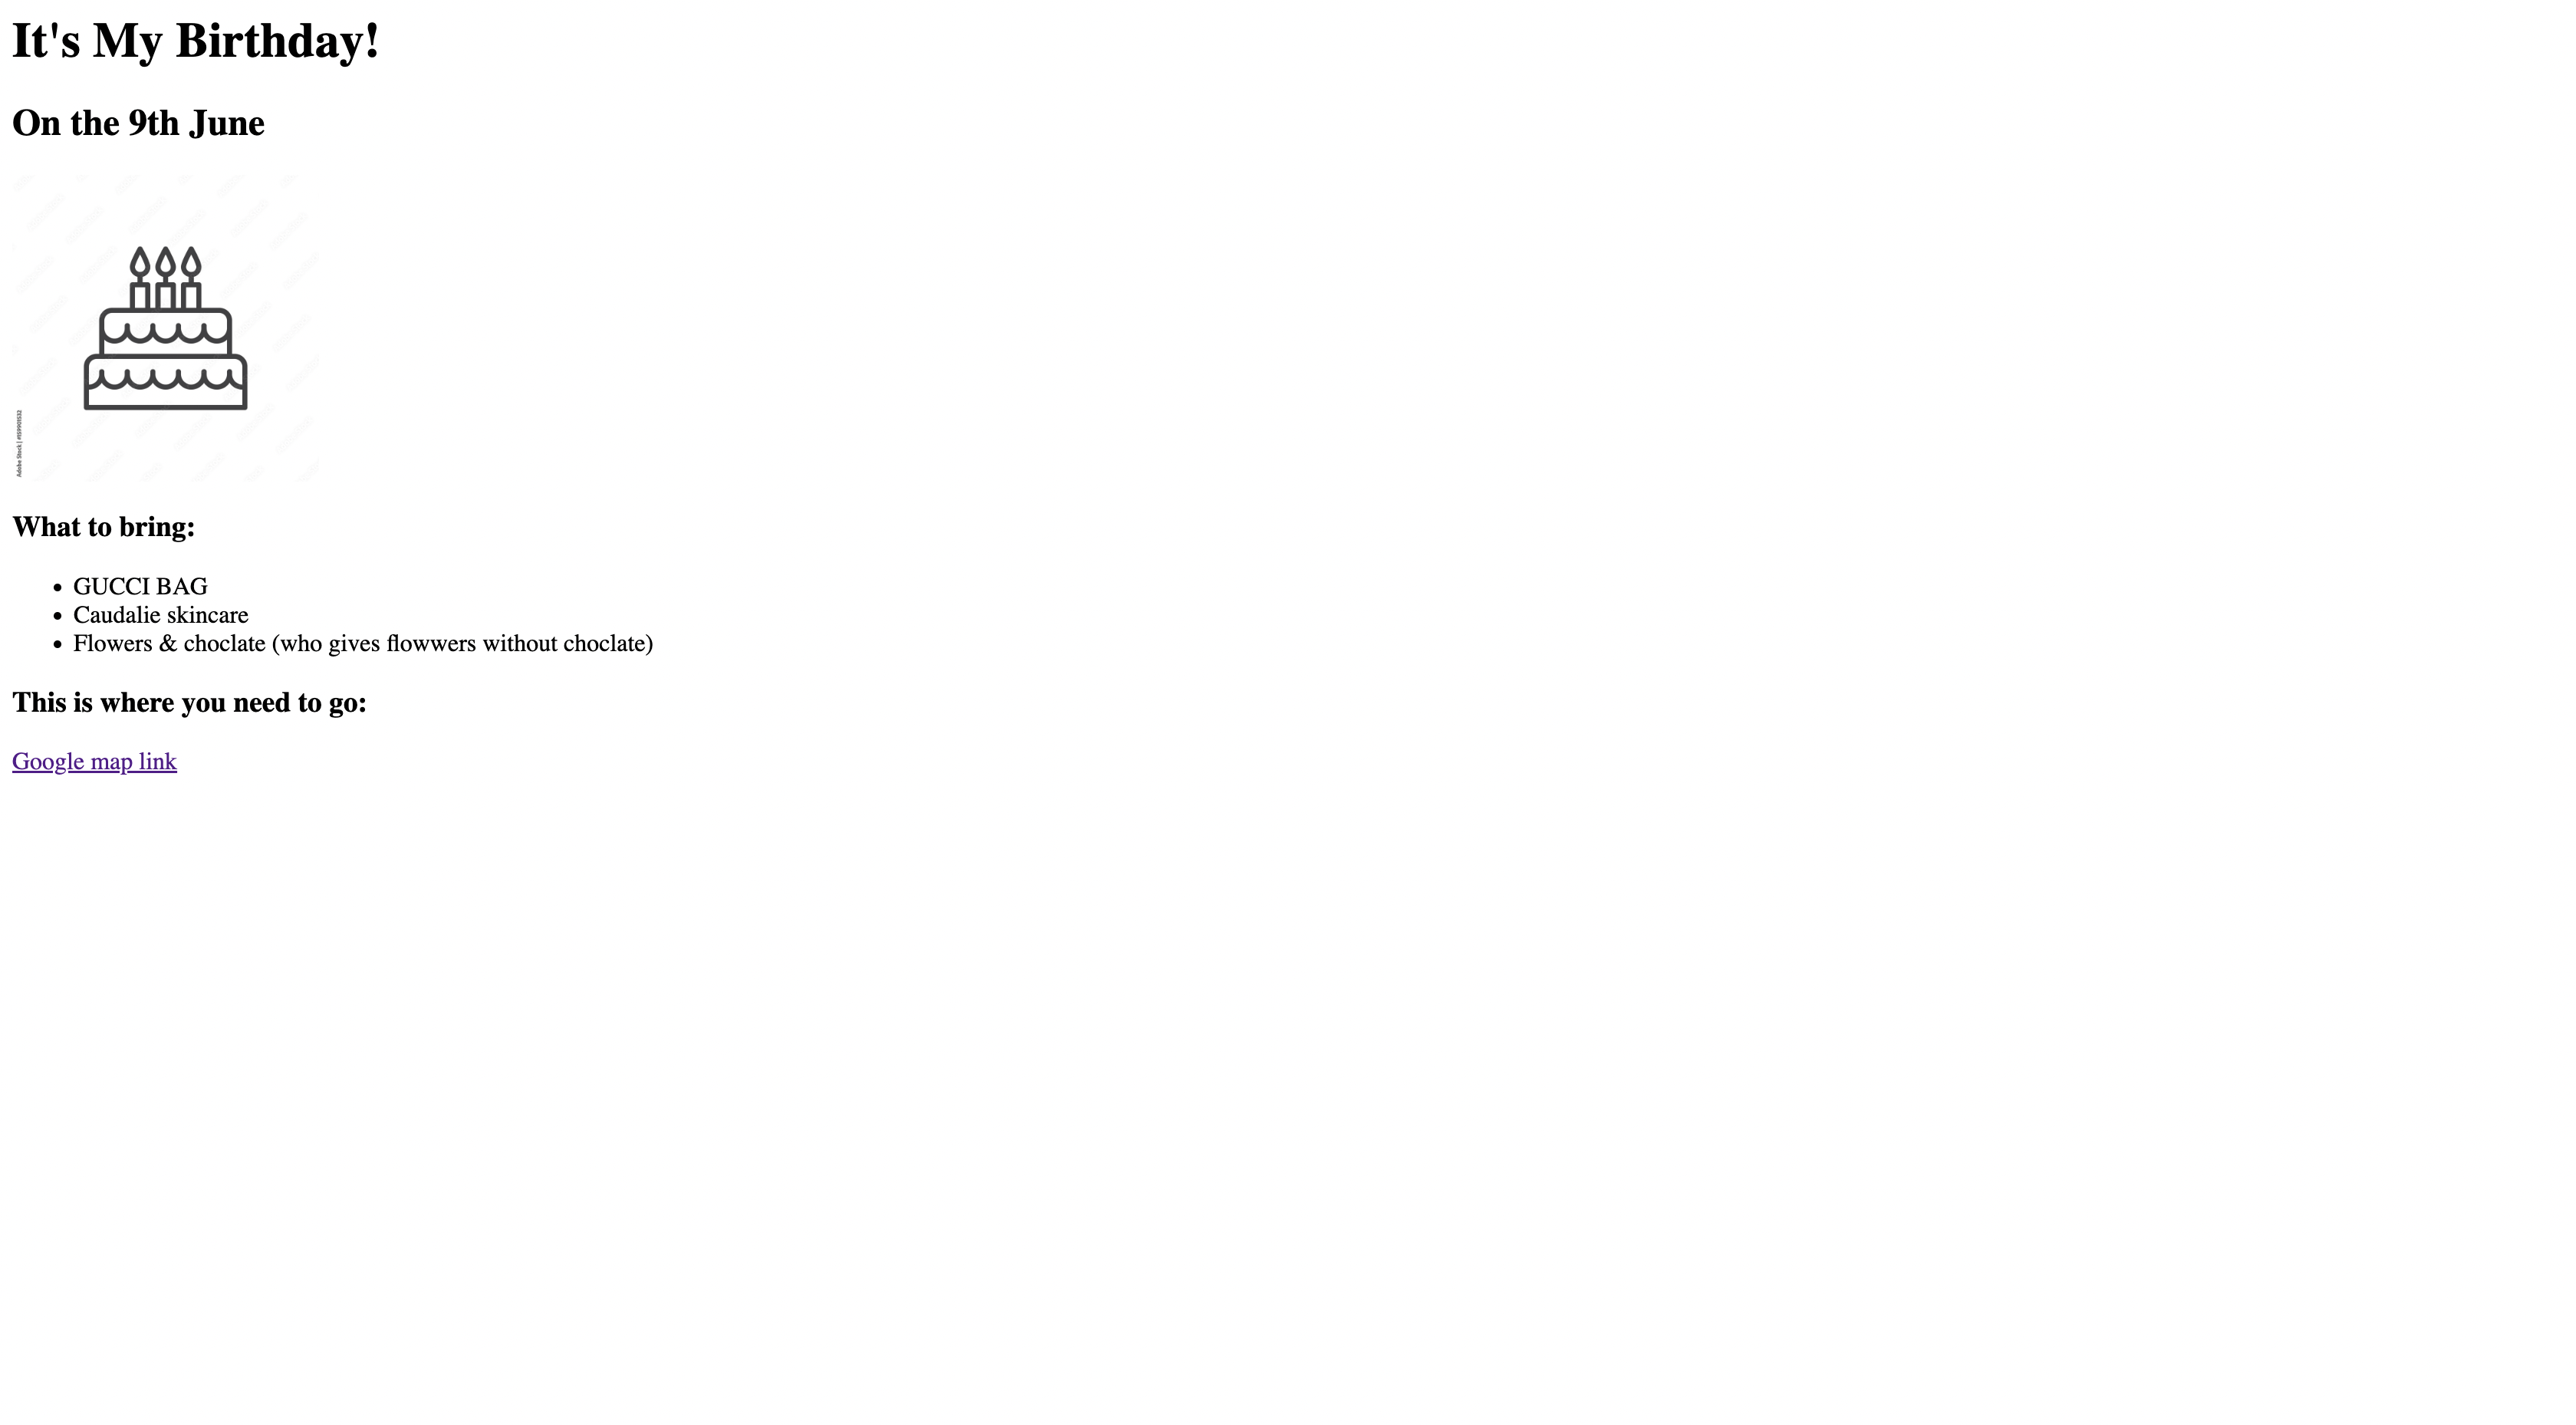 It's My Birthday!
On the 9th June
What to bring:
GUCCI BAG
Caudalie skincare
Flowers & choclate (who gives flowwers without choclate)
This is where you need to go:
Google map link
Adobe Stock |